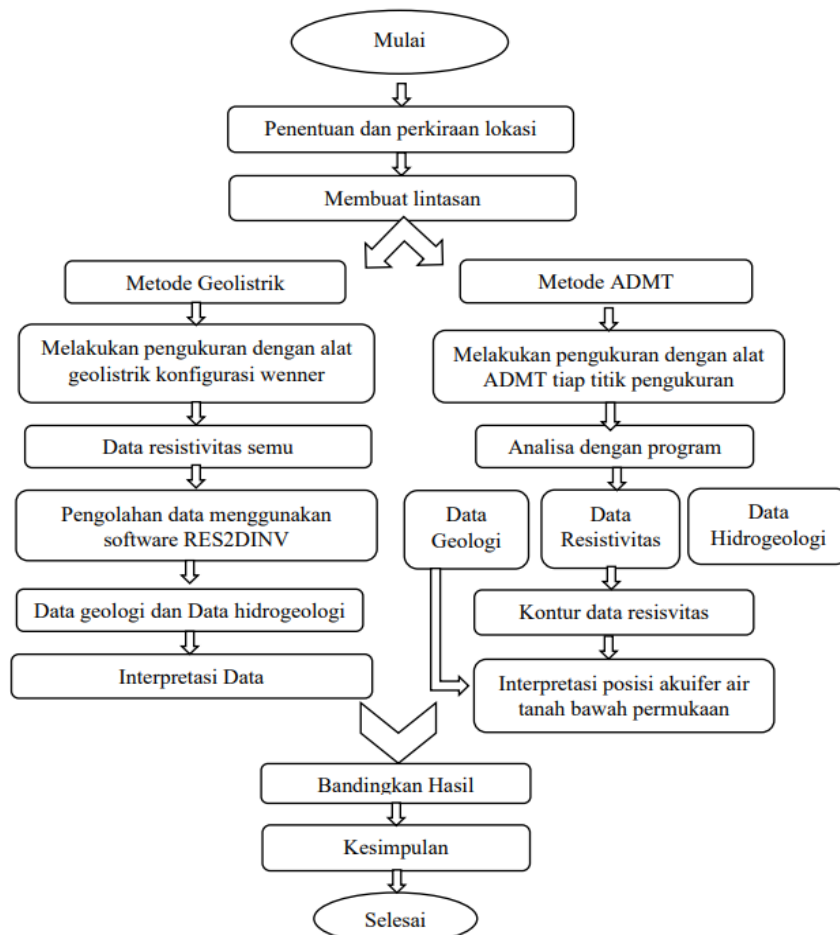 Mulai
Penentuan dan perkiraan lokasi
Membuat lintasan
Metode Geolistrik
Melakukan pengukuran dengan alat
geolistrik konfigurasi wenner
Data resistivitas semu
Pengolahan data menggunakan
software RES2DINV
Data geologi dan Data hidrogeologi
Interpretasi Data
Metode ADMT
Melakukan pengukuran dengan alat
ADMT tiap titik pengukuran
Analisa dengan program
Data
Geologi
Data
Resistivitas
Data
Hidrogeologi
Kontur data resisvitas
Interpretasi posisi akuifer air
tanah bawah permukaan
Bandingkan Hasil
Kesimpulan
Selesai